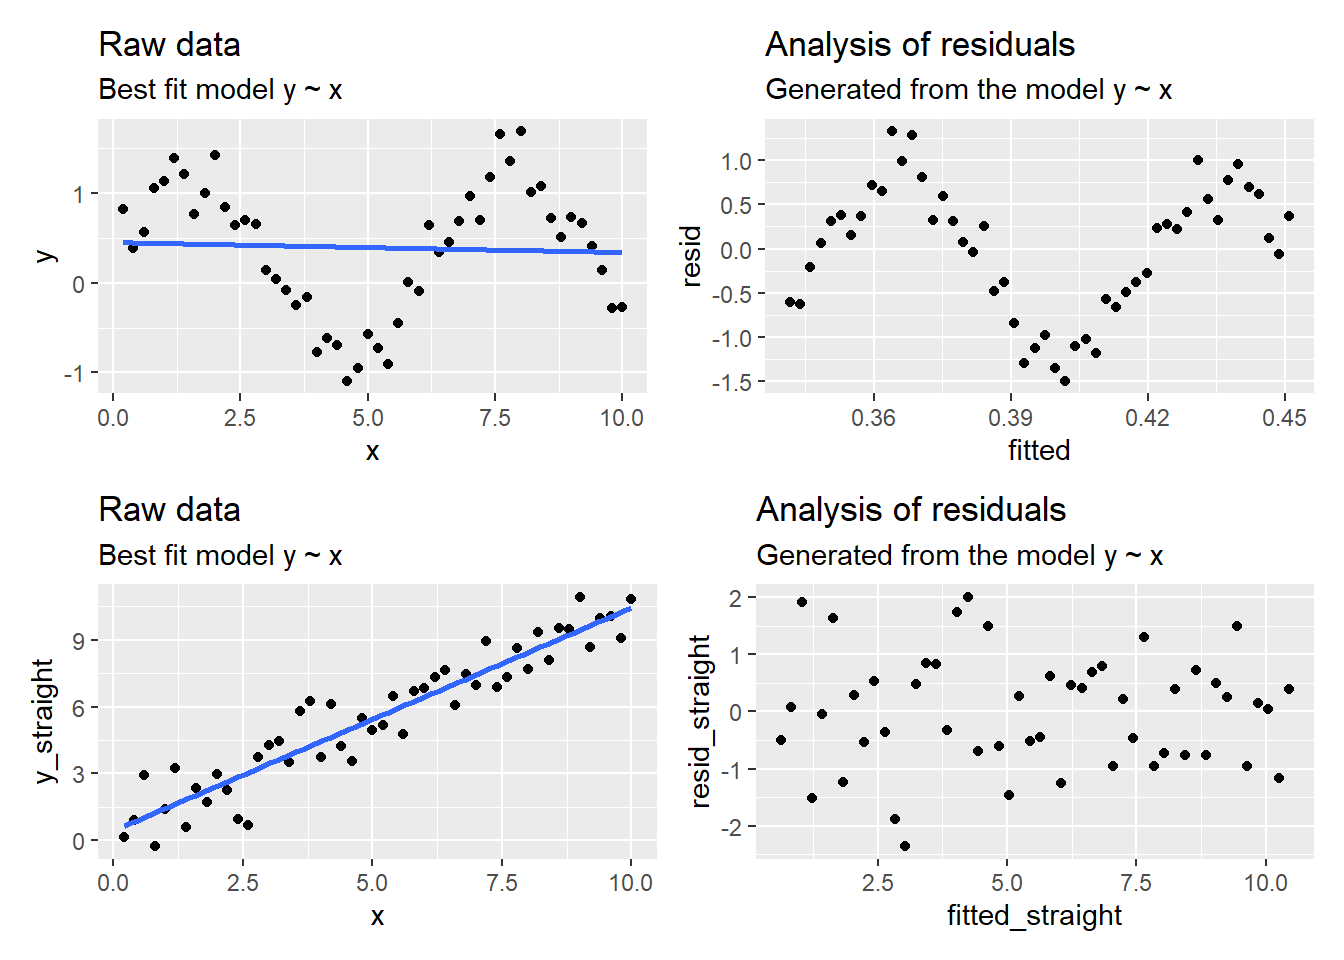 Raw data
Best fit model y ~ x
y
1
0
-1
0.0 2.5 5.0 7.5 10.0
x
Analysis of residuals
Generated from the model y ~ x
resid
1.0
0.5
0.0
-0.5
-1.0
-1.5
0.36 0.39 0.42 0.45
fitted
Raw data
Best fit model y ~ x
y_straight
9
6
3
0
0.0 2.5 5.0 7.5 10.0
x
Analysis of residuals
Generated from the model y ~ x
resid_straight
2
1
0
-1
-2
2.5 5.0 7.5 10.0
fitted_straight